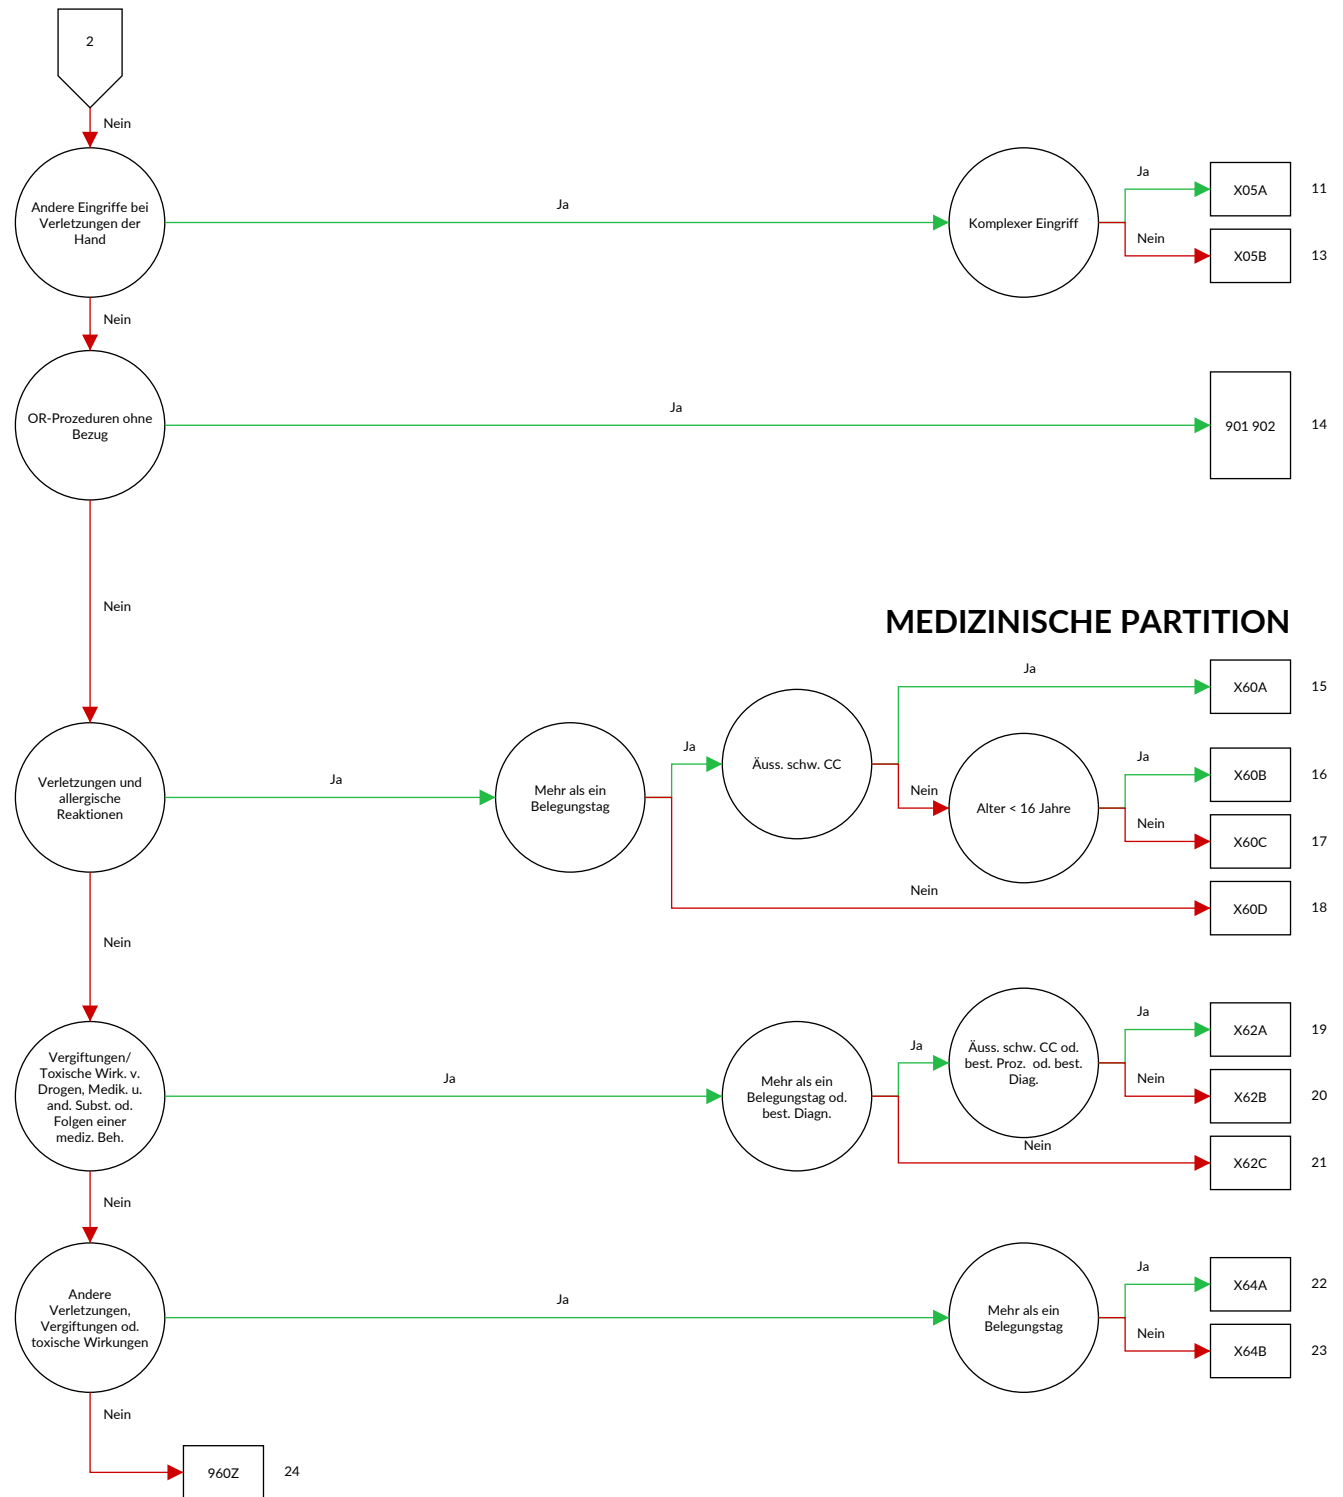 2
Nein
Andere Eingriffe bei
Verletzungen der
Hand
Ja
Komplexer Eingriff
Ja
X05A
11
Nein
X05B
13
Nein
OR-Prozeduren ohne
Bezug
Ja
901 902
14
Nein
MEDIZINISCHE PARTITION
Verletzungen und
allergische
Reaktionen
Ja
Mehr als ein
Belegungstag
Ja
Äuss. schw. CC
Ja
X60A
15
Nein
Alter < 16 Jahre
Ja
X60B
16
Nein
X60C
17
Nein
X60D
18
Nein
Vergiftungen/
Toxische Wirk. v.
Drogen, Medik. u.
and. Subst. od.
Folgen einer
mediz. Beh.
Ja
Mehr als ein
Belegungstag od.
best. Diagn.
Ja
Äuss. schw. CC od.
best. Proz. od. best.
Diag.
Ja
X62A
19
Nein
X62B
20
Nein
X62C
21
Nein
Andere
Verletzungen,
Vergiftungen od.
toxische Wirkungen
Ja
Mehr als ein
Belegungstag
Ja
X64A
22
Nein
X64B
23
Nein
960Z
24